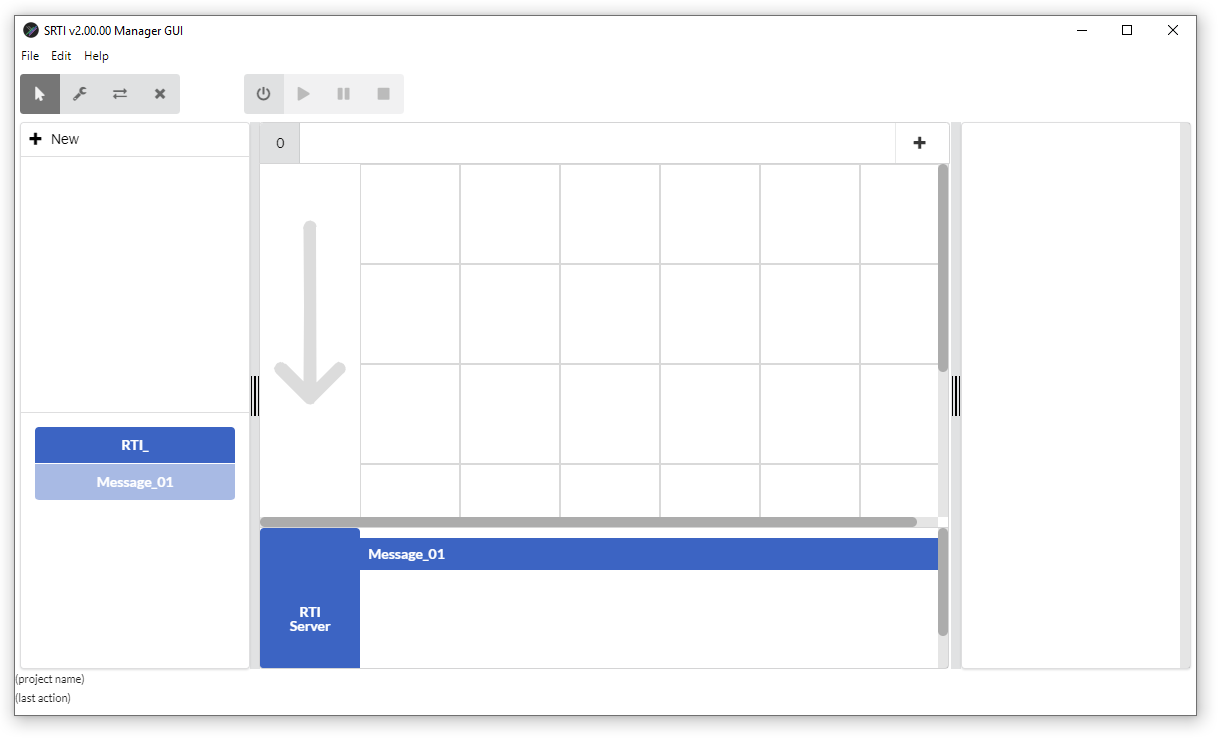 SRTI v2.00.00 Manager GUI
File Edit Help
New
0
RTI_
Message_01
Message_01
RTI
Server
(project name)
(last action)